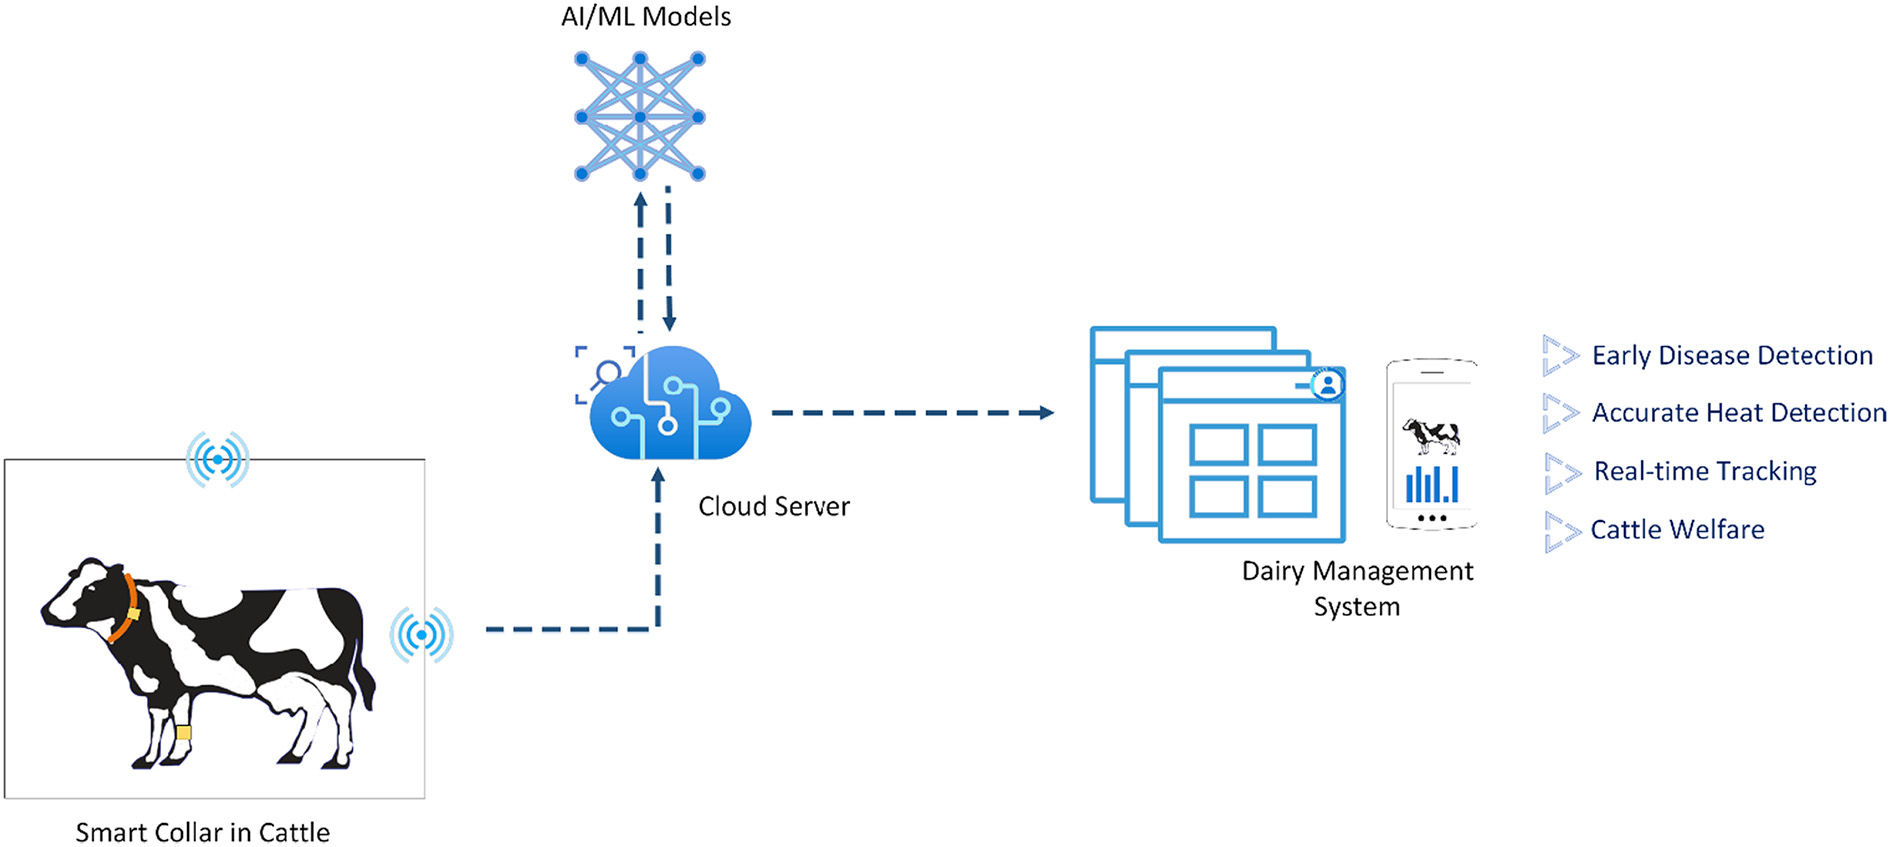 AI/ML Models
Cloud Server
Smart Collar in Cattle
Dairy Management
System
Early Disease Detection
Accurate Heat Detection
Real-time Tracking
Cattle Welfare